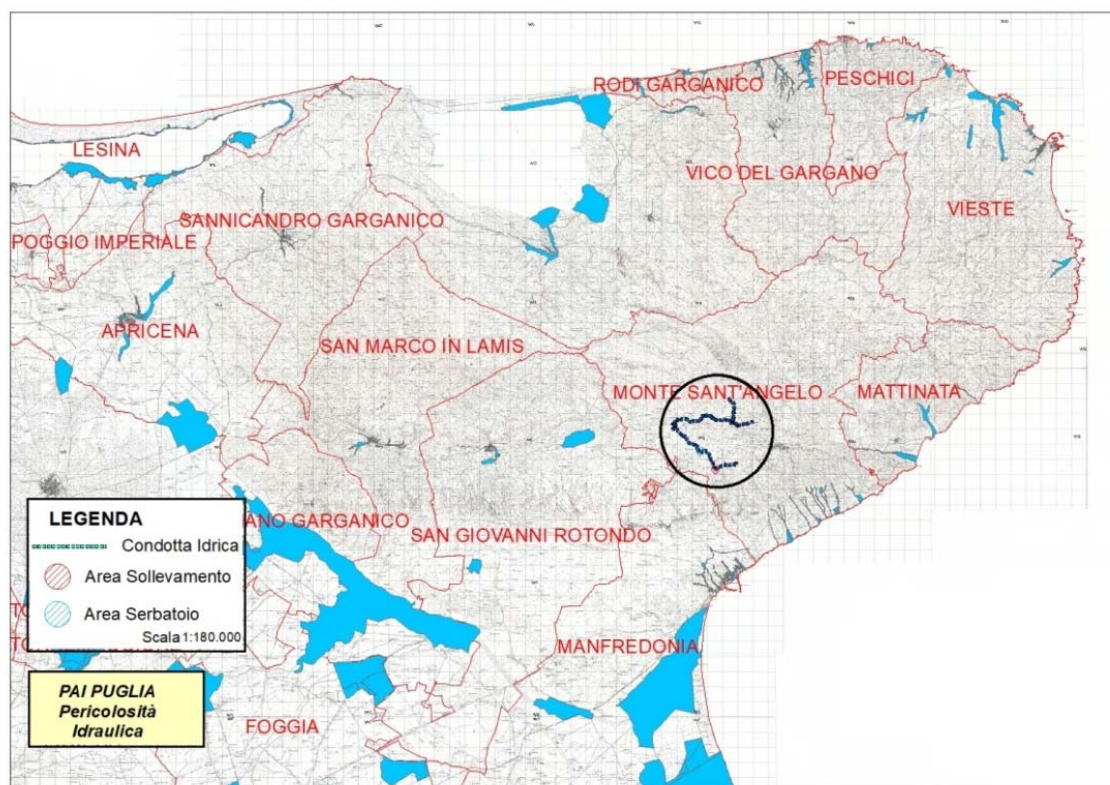 RODI GARGANICO
PESCHICI
LESINA
VICO DEL GARGANO
SANNICANDRO GARGANICO
VIESTE
POGGIO IMPERIALE
APRICENA
SAN MARCO IN LAMIS
MONTE SANT'ANGELO
MATTINATA
ANO GARGANICO
SAN GIOVANNI ROTONDO
MANFREDONIA
FOGGIA
LEGENDA
Condotta Idrica
Area Sollevamento
Area Serbatoio
Scala 1:180.000
PAI PUGLIA
Pericolosità
Idraulica